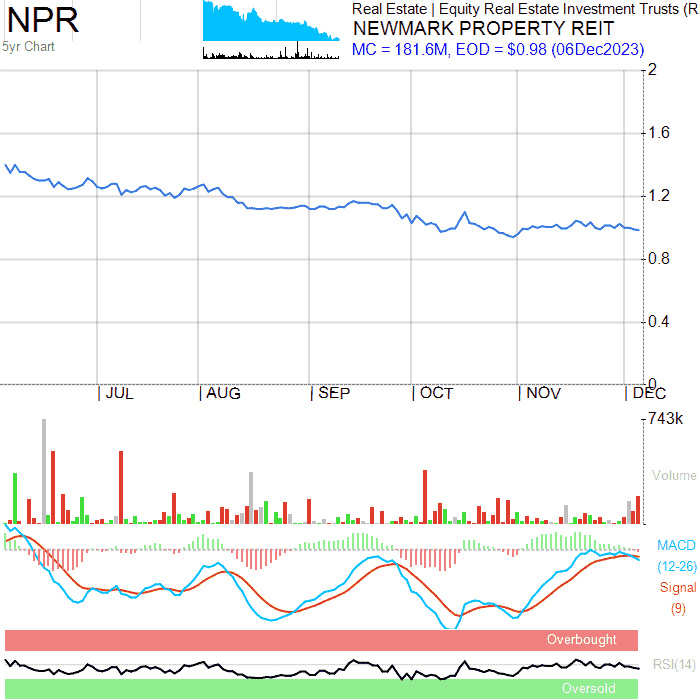 NPR
5yr Chart
Real Estate | Equity Real Estate Investment Trusts (R
NEWMARK PROPERTY REIT
MC = 181.6M, EOD = $0.98 (06Dec2023)
2
1.6
1.2
0.8
0.4
0
| JUL | AUG | SEP | OCT | NOV | DEC
743k
Volume
MACD
(12-26)
Signal
(9)
Overbought
RSI(14)
Oversold